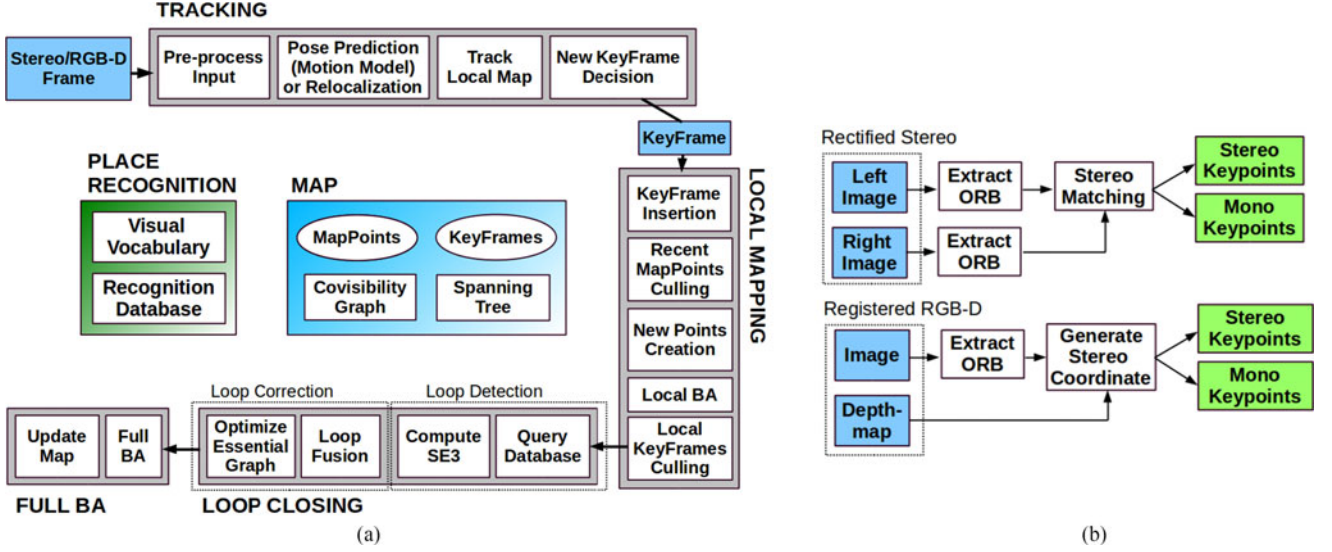 TRACKING
Stereo/RGB-D
Frame
Pre-process
Input
Pose Prediction
(Motion Model)
or Relocalization
Track
Local Map
New KeyFrame
Decision
KeyFrame
PLACE
RECOGNITION
Visual
Vocabulary
Recognition
Database
MAP
MapPoints
KeyFrames
Covisibility
Graph
Spanning
Tree
LOCAL MAPPING
KeyFrame
Insertion
Recent
MapPoints
Culling
New Points
Creation
Local BA
Local
KeyFrames
Culling
Loop Correction
Loop Detection
Update
Map
Full
BA
Optimize
Essential
Graph
Loop
Fusion
Compute
SE3
Query
Database
FULL BA
LOOP CLOSING
(a)
Rectified Stereo
Left
Image
Extract
ORB
Stereo
Matching
Stereo
Keypoints
Mono
Keypoints
Right
Image
Extract
ORB
Registered RGB-D
Image
Extract
ORB
Generate
Stereo
Coordinate
Stereo
Keypoints
Mono
Keypoints
Depth-
map
(b)